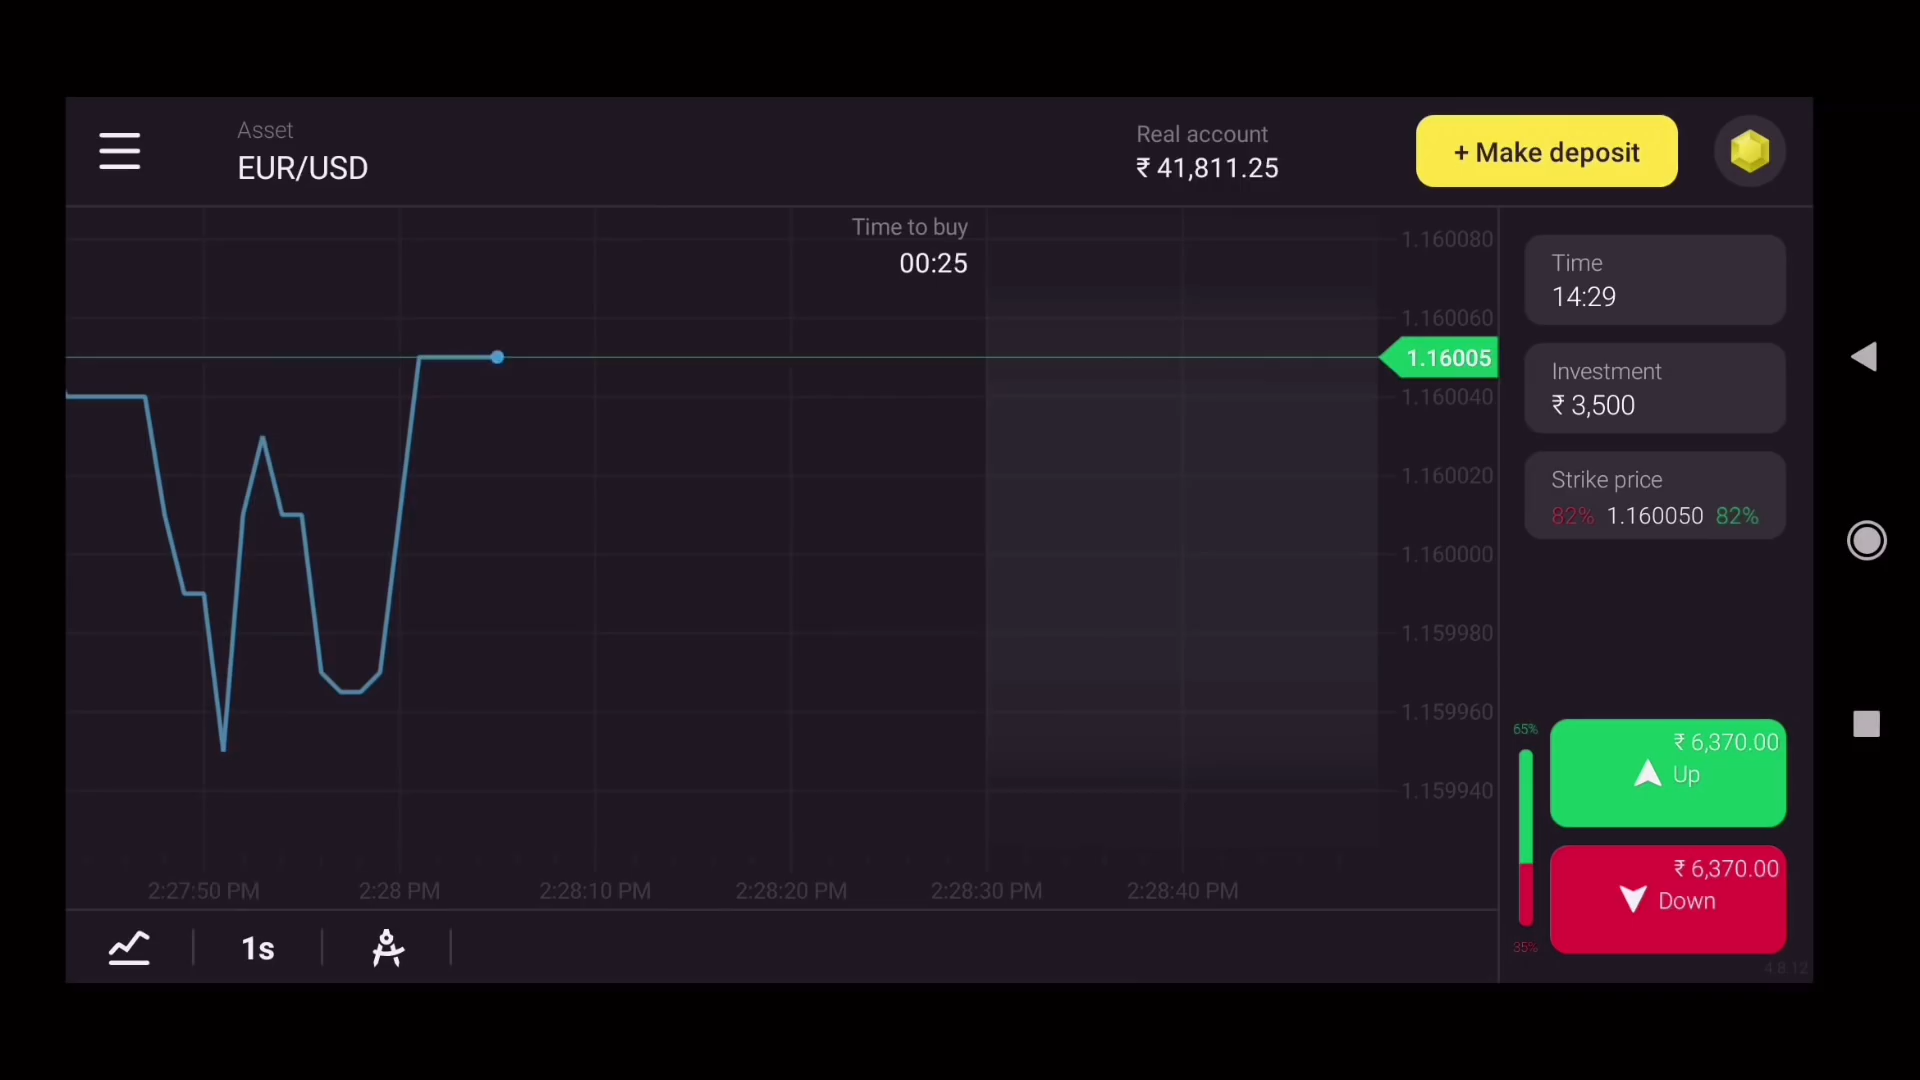 Asset
EUR/USD
Real account
₹ 41,811.25
+ Make deposit
Time to buy
00:25
1.160080
1.160060
1.16005
1.160040
1.160020
1.160000
1.159980
1.159960
1.159940
2:27:50 PM
2:28 PM
2:28:10 PM
2:28:20 PM
2:28:30 PM
2:28:40 PM
1s
Time
14:29
Investment
₹ 3,500
Strike price
82% 1.160050 82%
65%
₹ 6,370.00
Up
₹ 6,370.00
Down
35%
4.8.12